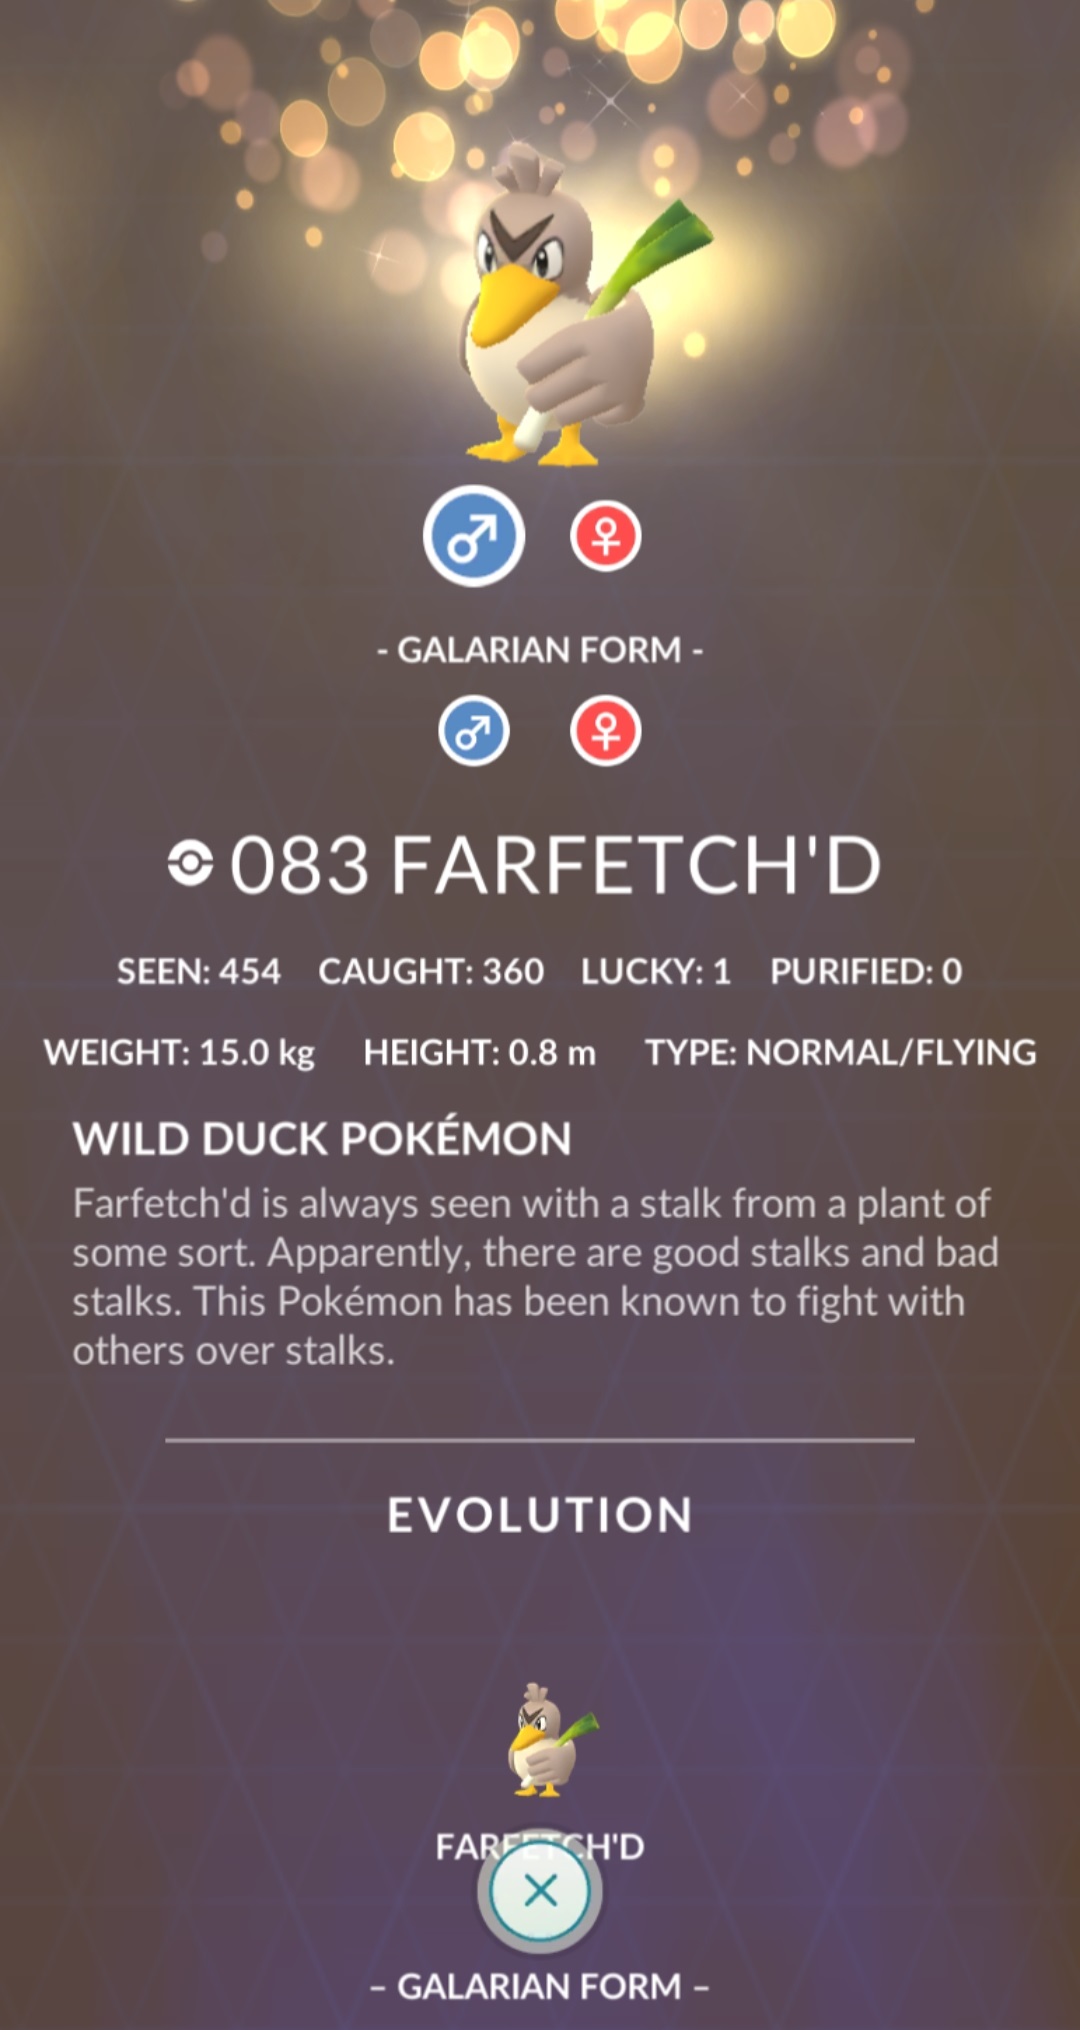 - GALARIAN FORM -
083 FARFETCH'D
SEEN: 454 CAUGHT: 360 LUCKY: 1 PURIFIED: 0
WEIGHT: 15.0 kg HEIGHT: 0.8 m TYPE: NORMAL/FLYING
WILD DUCK POKÉMON
Farfetch'd is always seen with a stalk from a plant of
some sort. Apparently, there are good stalks and bad
stalks. This Pokémon has been known to fight with
others over stalks.
EVOLUTION
FARFETCH'D
– GALARIAN FORM –